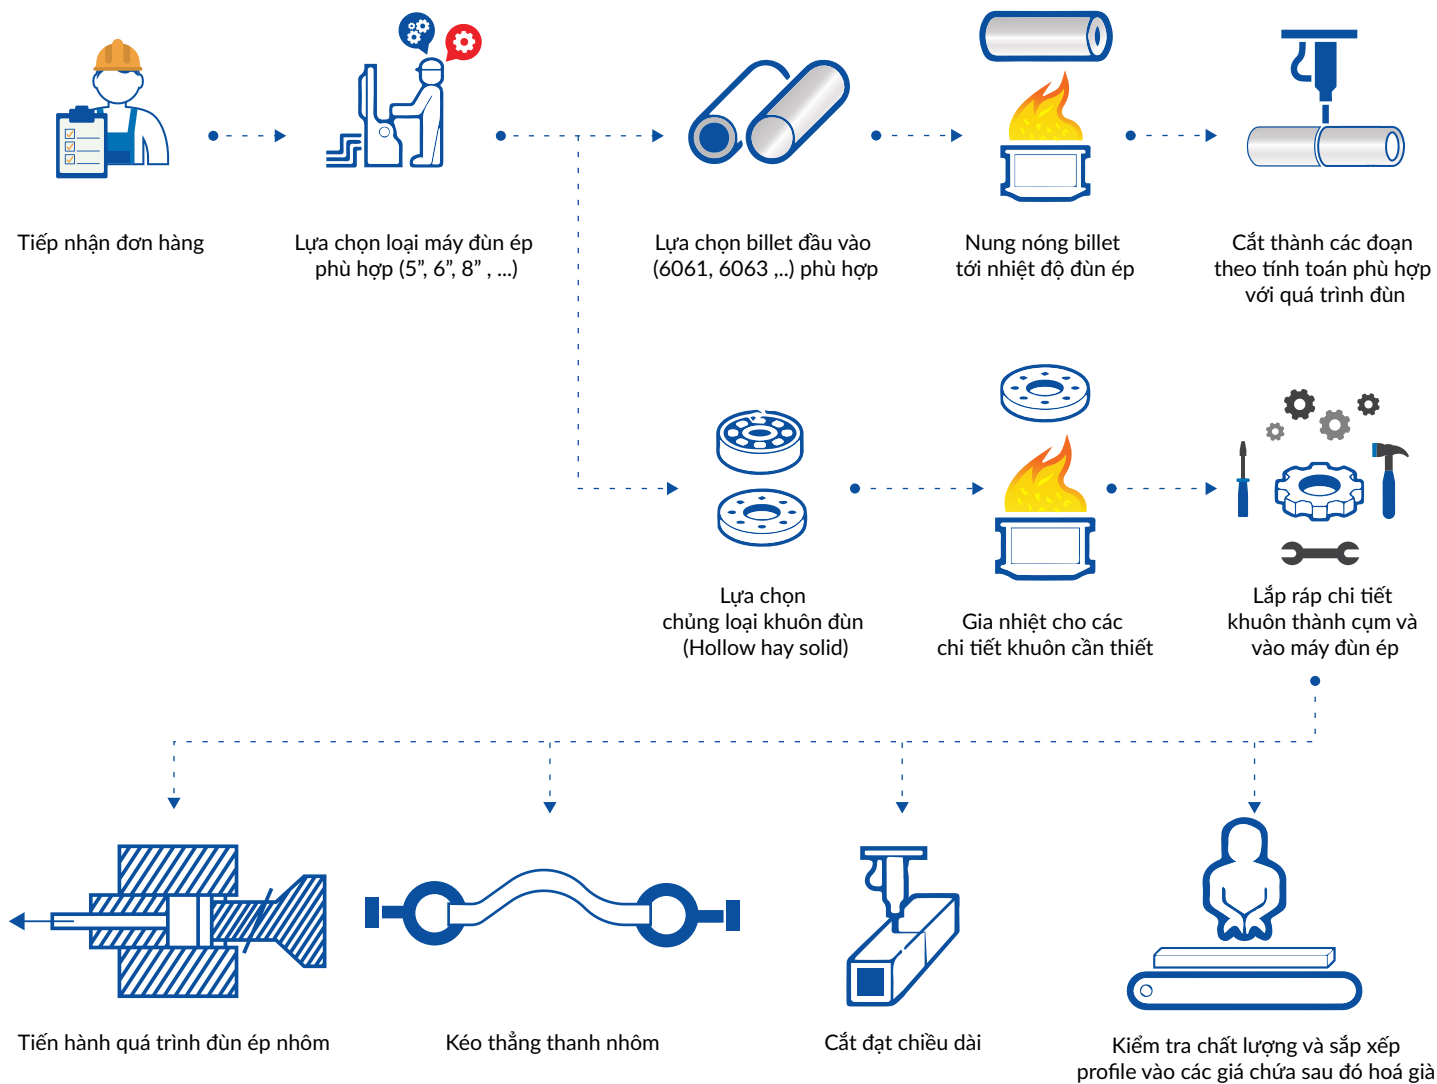 Tiếp nhận đơn hàng
Lựa chọn loại máy đùn ép
phù hợp (5”, 6”, 8” , ...)
Lựa chọn billet đầu vào
(6061, 6063 ,..) phù hợp
Nung nóng billet
tới nhiệt độ đùn ép
Cắt thành các đoạn
theo tính toán phù hợp
với quá trình đùn
Lựa chọn
chủng loại khuôn đùn
(Hollow hay solid)
Gia nhiệt cho các
chi tiết khuôn cần thiết
Lắp ráp chi tiết
khuôn thành cụm và
vào máy đùn ép
Tiến hành quá trình đùn ép nhôm
Kéo thẳng thanh nhôm
Cắt đạt chiều dài
Kiểm tra chất lượng và sắp xếp
profile vào các giá chứa sau đó hoá già